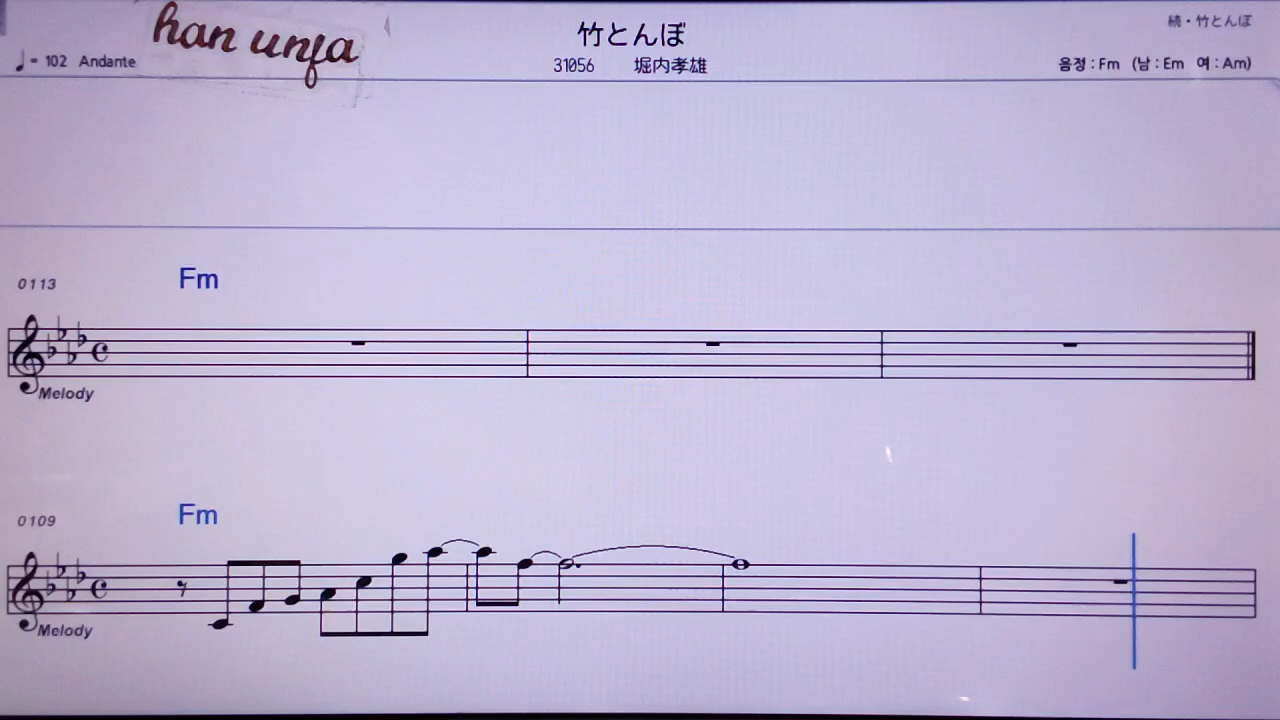 han unfa
竹とんぼ
続・竹とんぼ
♩= 102 Andante
31056 堀内孝雄
음정 : Fm (남 : Em 여 : Am)
0113
Fm
Melody
0109
Fm
Melody